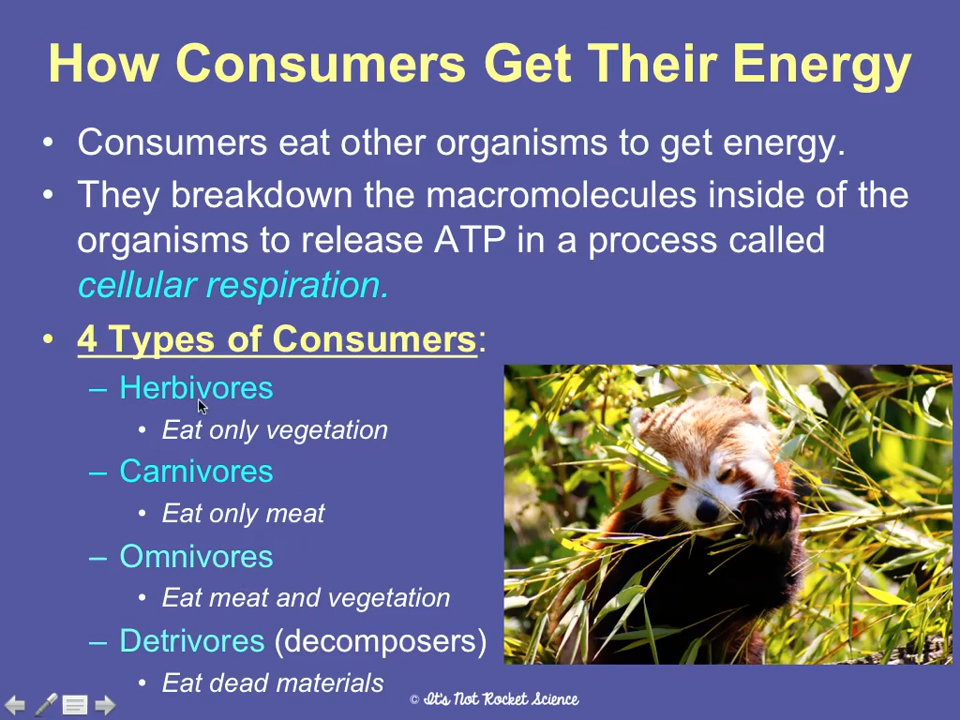 How Consumers Get Their Energy
• Consumers eat other organisms to get energy.
• They breakdown the macromolecules inside of the
organisms to release ATP in a process called
cellular respiration.
• 4 Types of Consumers:
– Herbivores
• Eat only vegetation
– Carnivores
• Eat only meat
– Omnivores
• Eat meat and vegetation
– Detrivores (decomposers)
• Eat dead materials
© It's Not Rocket Science